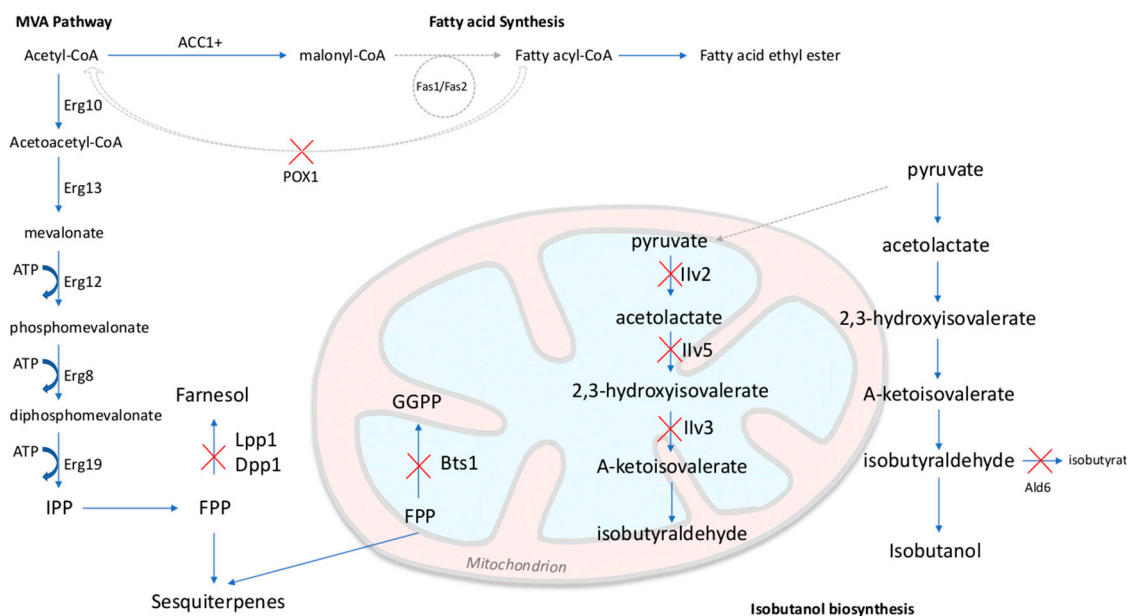 MVA Pathway
Fatty acid Synthesis
Acetyl-CoA
ACC1+
malonyl-CoA
Fas1/Fas2
Fatty acyl-CoA
Fatty acid ethyl ester
Erg10
Acetoacetyl-CoA
POX1
Erg13
mevalonate
ATP
Erg12
phosphomevalonate
ATP
Erg8
diphosphomevalonate
ATP
Erg19
IPP
Farnesol
Lpp1
Dpp1
FPP
Sesquiterpenes
GGPP
Bts1
FPP
Mitochondrion
pyruvate
IIv2
acetolactate
IIv5
2,3-hydroxyisovalerate
IIv3
A-ketoisovalerate
isobutyraldehyde
pyruvate
acetolactate
2,3-hydroxyisovalerate
A-ketoisovalerate
isobutyraldehyde
Ald6
isobutyrat
Isobutanol
Isobutanol biosynthesis